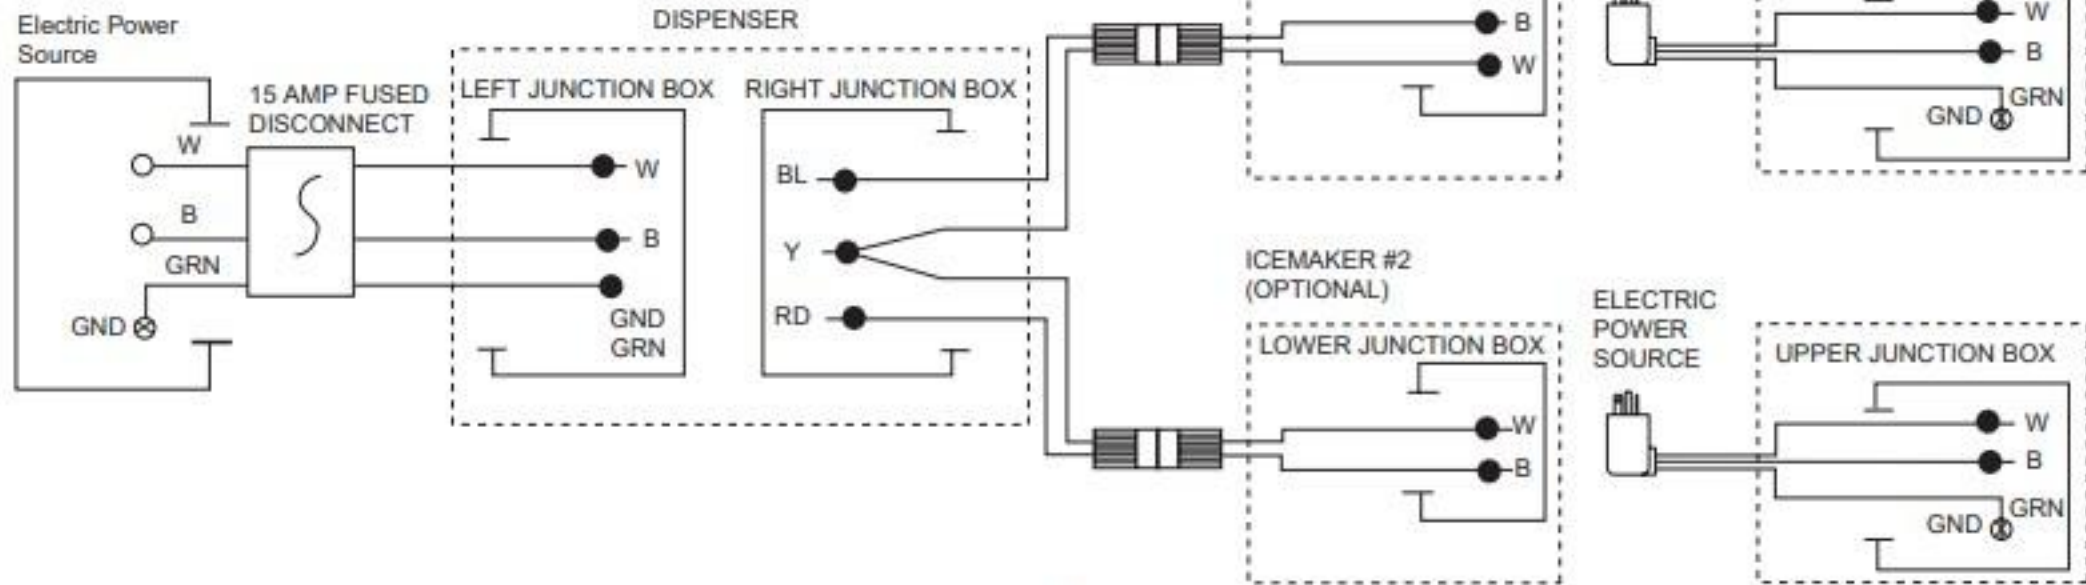 Electric Power
Source
15 AMP FUSED
DISCONNECT
W
B
GRN
GND
DISPENSER
LEFT JUNCTION BOX
W
B
GND
GRN
RIGHT JUNCTION BOX
BL
Y
RD
B
W
W
B
GRN
GND
ICEMAKER #2
(OPTIONAL)
LOWER JUNCTION BOX
W
B
ELECTRIC
POWER
SOURCE
UPPER JUNCTION BOX
W
B
GRN
GND